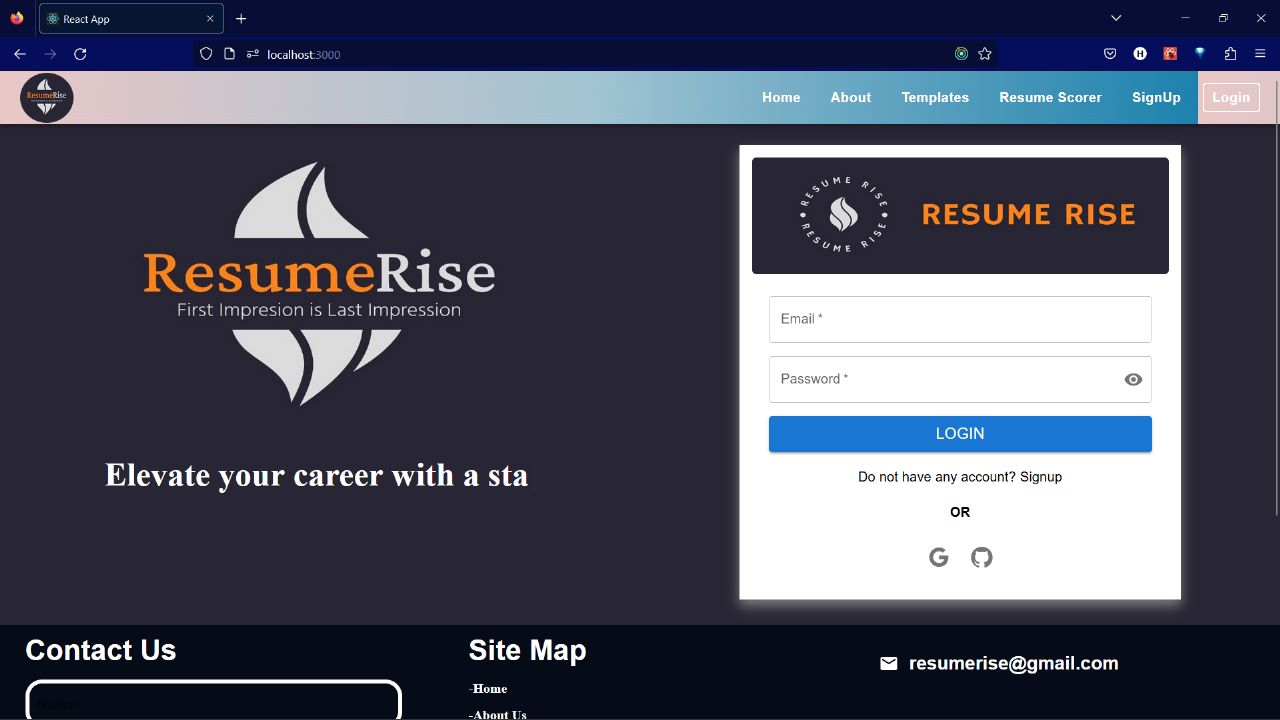 React App
localhost:3000
ResumeRise
Home
About
Templates
Resume Scorer
SignUp
Login
ResumeRise
First Impresion is Last Impression
Elevate your career with a sta
RESUME RISE
RESUME RISE
RESUME RISE
Email *
Password *
LOGIN
Do not have any account? Signup
OR
Contact Us
Name*
Site Map
-Home
-About Us
resumerise@gmail.com